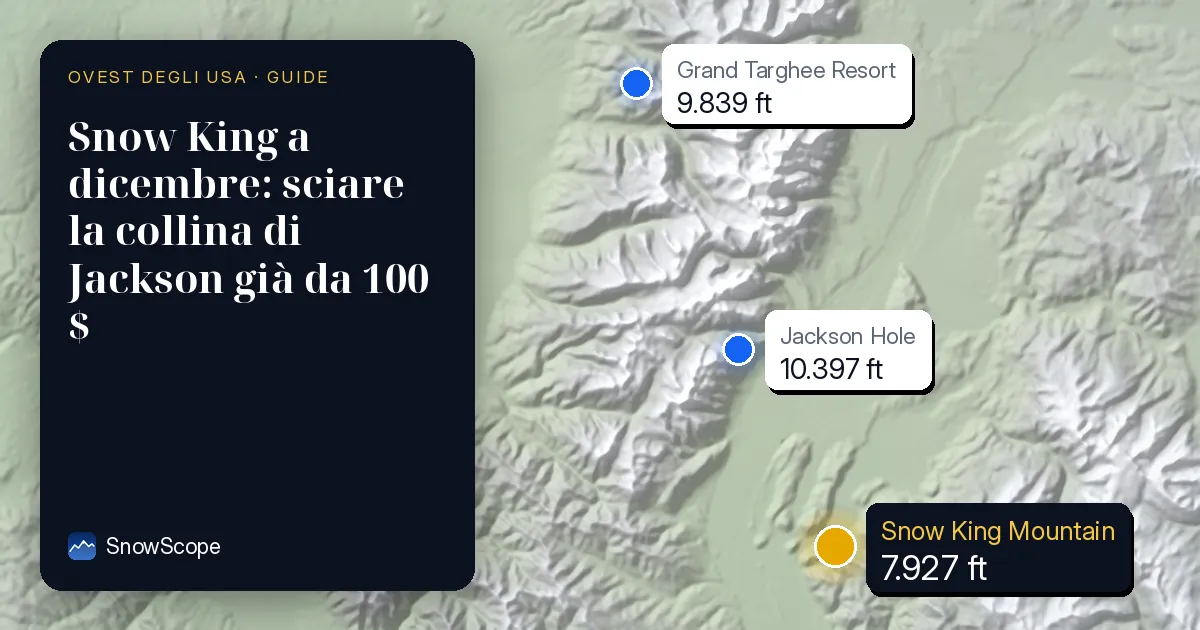 OVEST DEGLI USA · GUIDE
Snow King a
dicembre: sciare
la collina di
Jackson già da 100
$
SnowScope
Grand Targhee Resort
9.839 ft
Jackson Hole
10.397 ft
Snow King Mountain
7.927 ft